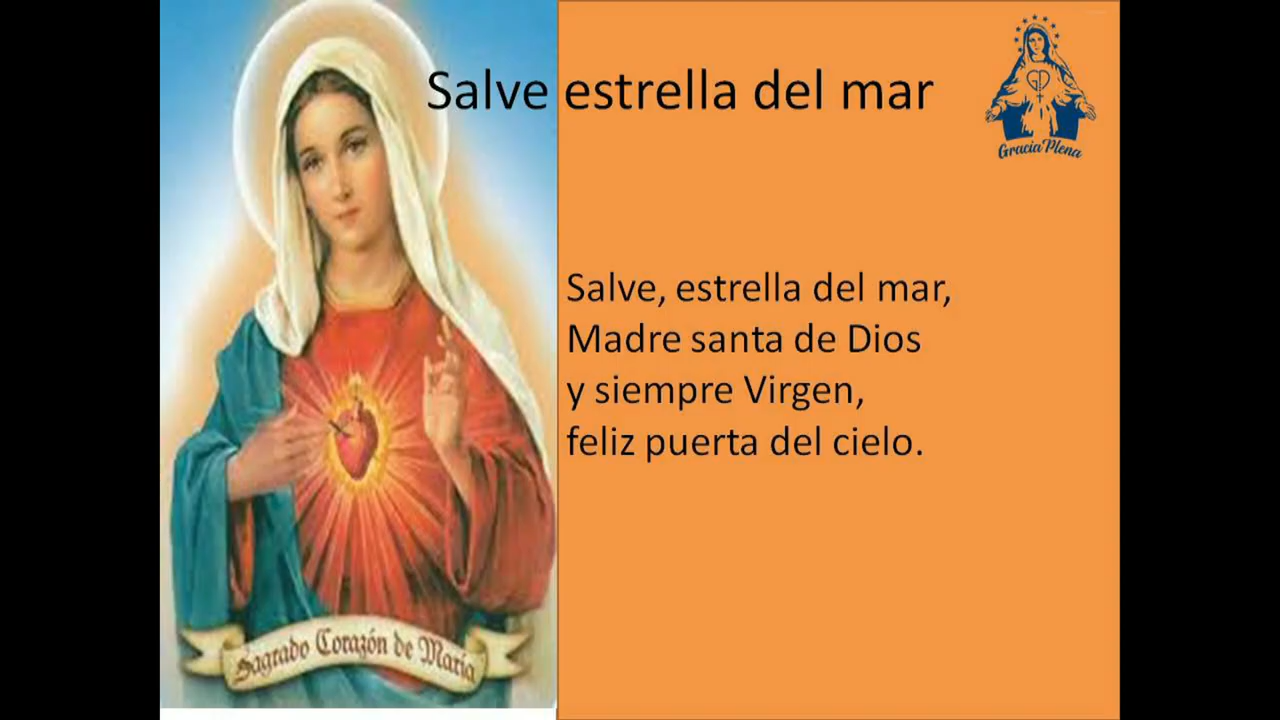 Salve estrella del mar
Gracia Plena
Salve, estrella del mar,
Madre santa de Dios
y siempre Virgen,
feliz puerta del cielo.
Sagrado Corazón de María